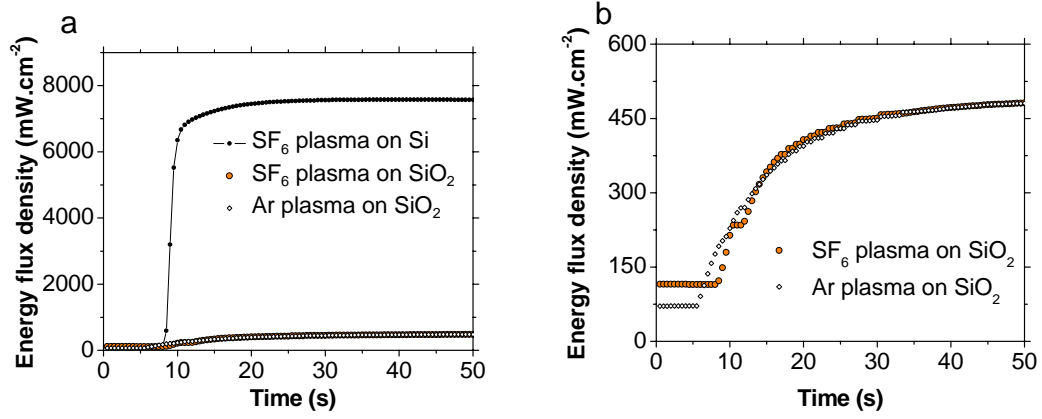 a
Energy flux density (mW.cm-2)
8000
6000
4000
2000
0
SF6 plasma on Si
SF6 plasma on SiO2
Ar plasma on SiO2
0 10 20 30 40 50
Time (s)
b
Energy flux density (mW.cm-2)
600
450
300
150
0
SF6 plasma on SiO2
Ar plasma on SiO2
0 10 20 30 40 50
Time (s)